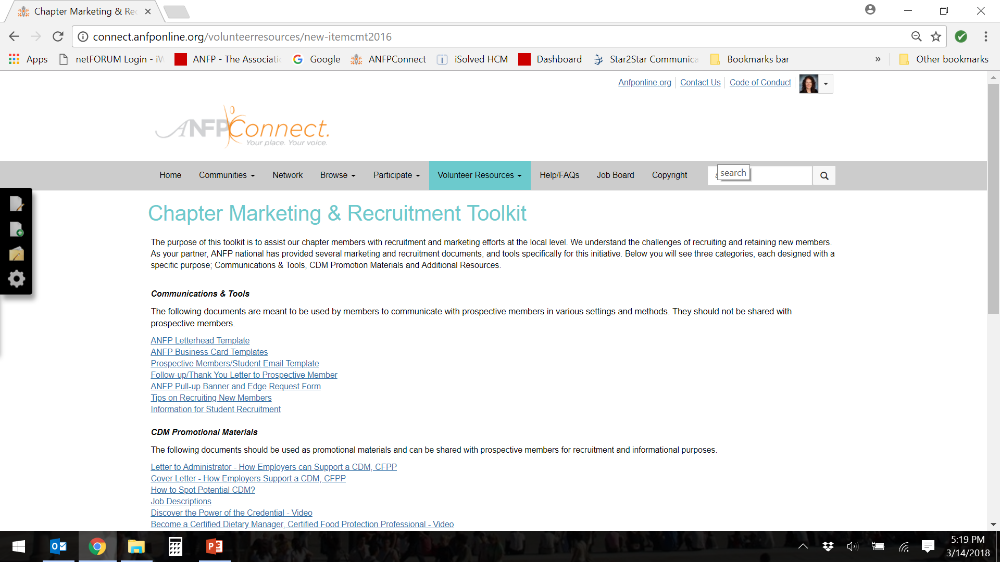 Chapter Marketing & Rec
connect.anfponline.org/volunteerresources/new-itemcmt2016
Apps netFORUM Login - iW ANFP - The Associatic Google ANFPConnect iSolved HCM Dashboard Star2Star Communica Bookmarks bar » Other bookmarks
Anfponline.org Contact Us Code of Conduct
ANFPConnect.
Your place. Your voice.
Home Communities Network Browse Participate Volunteer Resources Help/FAQs Job Board Copyright search
Chapter Marketing & Recruitment Toolkit
The purpose of this toolkit is to assist our chapter members with recruitment and marketing efforts at the local level. We understand the challenges of recruiting and retaining new members.
As your partner, ANFP national has provided several marketing and recruitment documents, and tools specifically for this initiative. Below you will see three categories, each designed with a
specific purpose; Communications & Tools, CDM Promotion Materials and Additional Resources.
Communications & Tools
The following documents are meant to be used by members to communicate with prospective members in various settings and methods. They should not be shared with
prospective members.
ANFP Letterhead Template
ANFP Business Card Templates
Prospective Members/Student Email Template
Follow-up/Thank You Letter to Prospective Member
ANFP Pull-up Banner and Edge Request Form
Tips on Recruiting New Members
Information for Student Recruitment
CDM Promotional Materials
The following documents should be used as promotional materials and can be shared with prospective members for recruitment and informational purposes.
Letter to Administrator - How Employers can Support a CDM, CFPP
Cover Letter - How Employers Support a CDM, CFPP
How to Spot Potential CDM?
Job Descriptions
Discover the Power of the Credential - Video
Become a Certified Dietary Manager, Certified Food Protection Professional - Video
5:19 PM
3/14/2018